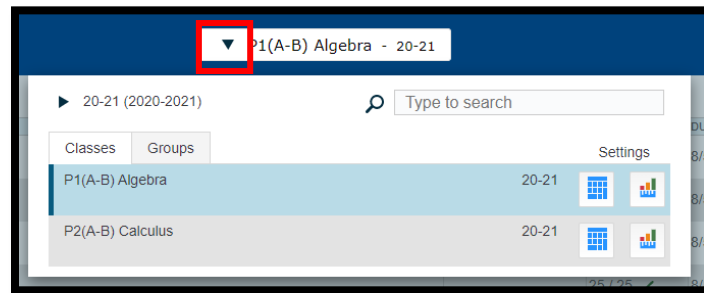 P1(A-B) Algebra - 20-21
20-21 (2020-2021)
Type to search
Classes
Groups
Settings
P1(A-B) Algebra
20-21
P2(A-B) Calculus
20-21
25 / 25